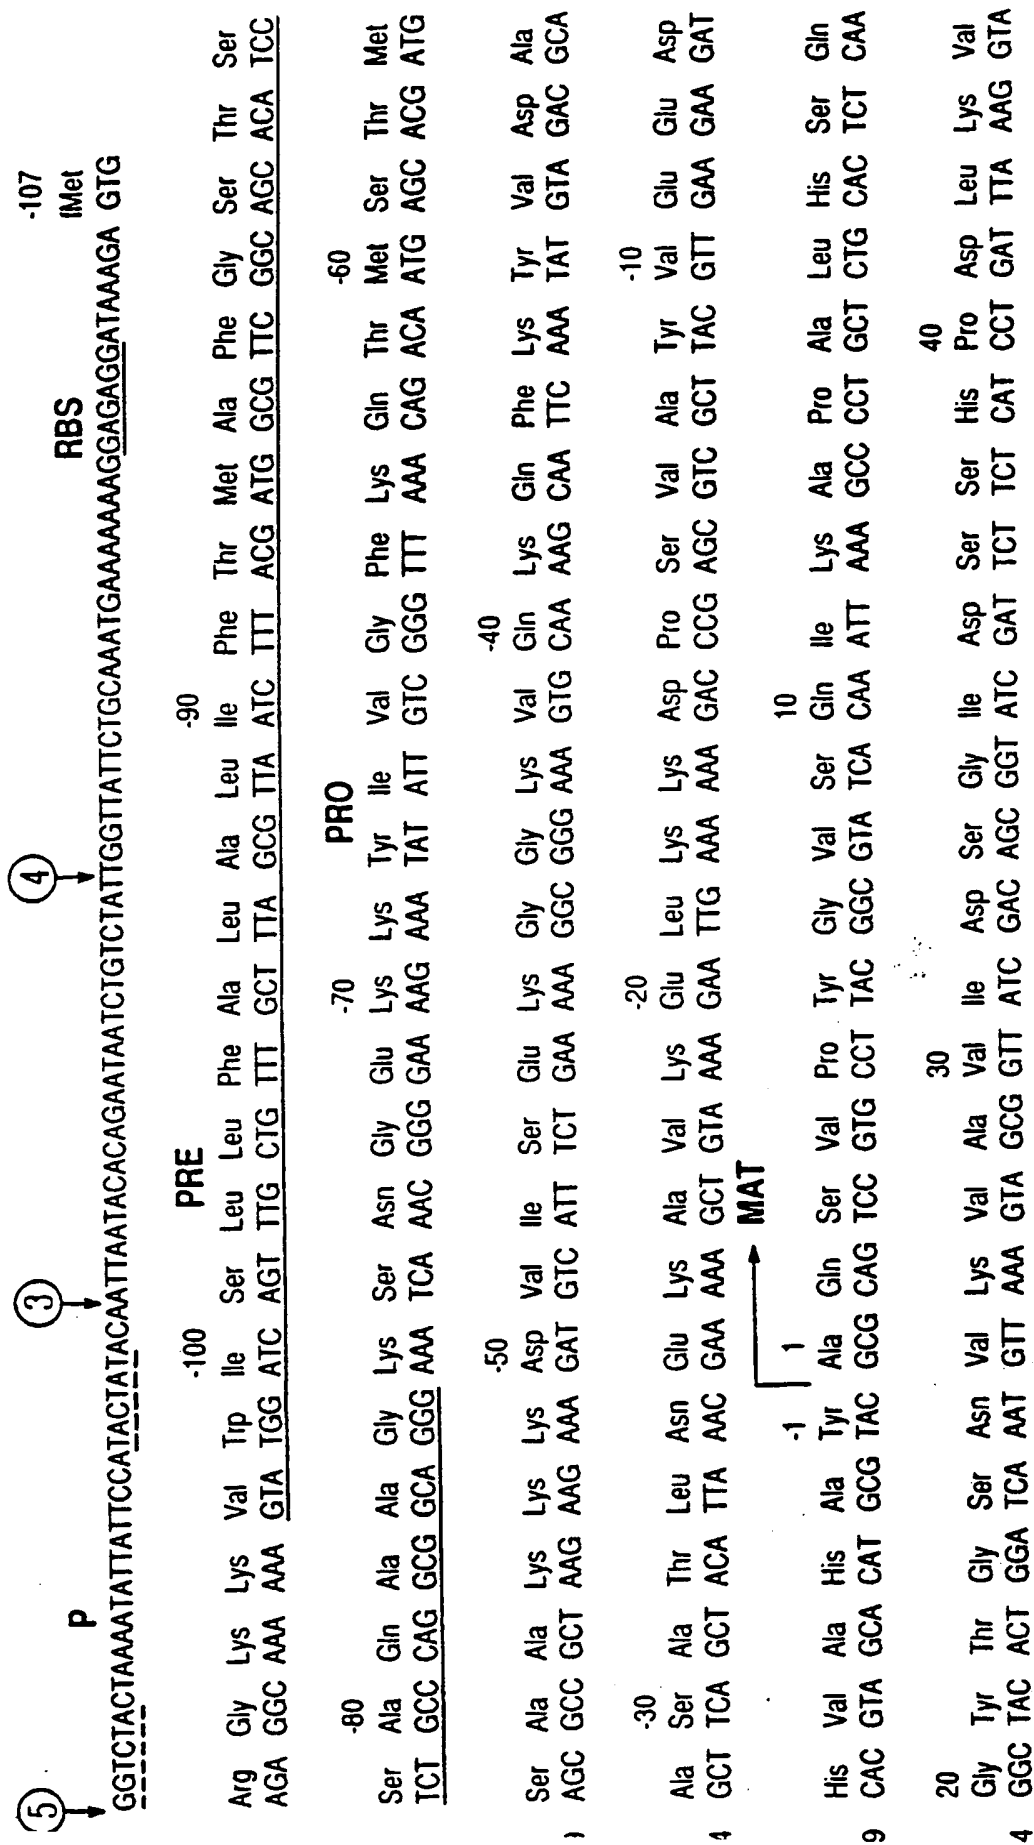 5 3 4
P RBS -107
fMet
GGTCTACTAAATATTATTCCATACTATACAATTAATACACAGAATAATCTGTCTATTGGTTATTCTGCAAATGAAAAAAAGGAGAGGATAAAGA GTG
PRE
-100 -90
Arg Gly Lys Lys Val Trp Ile Ser Leu Leu Phe Ala Leu Ala Leu Ile Phe Thr Met Ala Phe Gly Ser Thr Ser
AGA GGC AAA AAA GTA TGG ATC AGT TTG CTG TTT GCT TTA GCG TTA ATC TTT ACG ATG GCG TTC GGC AGC ACA TCC
PRO
-80 -70 -60
Ser Ala Gln Ala Ala Gly Lys Ser Asn Gly Glu Lys Lys Tyr Ile Val Gly Phe Lys Gln Thr Met Ser Thr Met
TCT GCC CAG GCG GCA GGG AAA TCA AAC GGG GAA AAG AAA TAT ATT GTC GGG TTT AAA CAG ACA ATG AGC ACG ATG
-50 -40
Ser Ala Ala Lys Lys Lys Asp Val Ile Ser Glu Lys Gly Gly Lys Val Gln Lys Gln Phe Lys Tyr Val Asp Ala
AGC GCC GCT AAG AAG AAA GAT GTC ATT TCT GAA AAA GGC GGG AAA GTG CAA AAG CAA TTC AAA TAT GTA GAC GCA
-30 -20 -10
Ala Ser Ala Thr Leu Asn Glu Lys Ala Val Lys Glu Leu Lys Lys Asp Pro Ser Val Ala Tyr Val Glu Glu Asp
4 GCT TCA GCT ACA TTA AAC GAA AAA GCT GTA AAA GAA TTG AAA AAA GAC CCG AGC GTC GCT TAC GTT GAA GAA GAT
MAT
-1 1 10
His Val Ala His Ala Tyr Ala Gln Ser Val Pro Tyr Gly Val Ser Gln Ile Lys Ala Pro Ala Leu His Ser Gln
9 CAC GTA GCA CAT GCG TAC GCG CAG TCC GTG CCT TAC GGC GTA TCA CAA ATT AAA GCC CCT GCT CTG CAC TCT CAA
20 30 40
Gly Tyr Thr Gly Ser Asn Val Lys Val Ala Val Ile Asp Ser Gly Ile Asp Ser Ser His Pro Asp Leu Lys Val
4 GGC TAC ACT GGA TCA AAT GTT AAA GTA GCG GTT ATC GAC AGC GGT ATC GAT TCT TCT CAT CCT GAT TTA AAG GTA